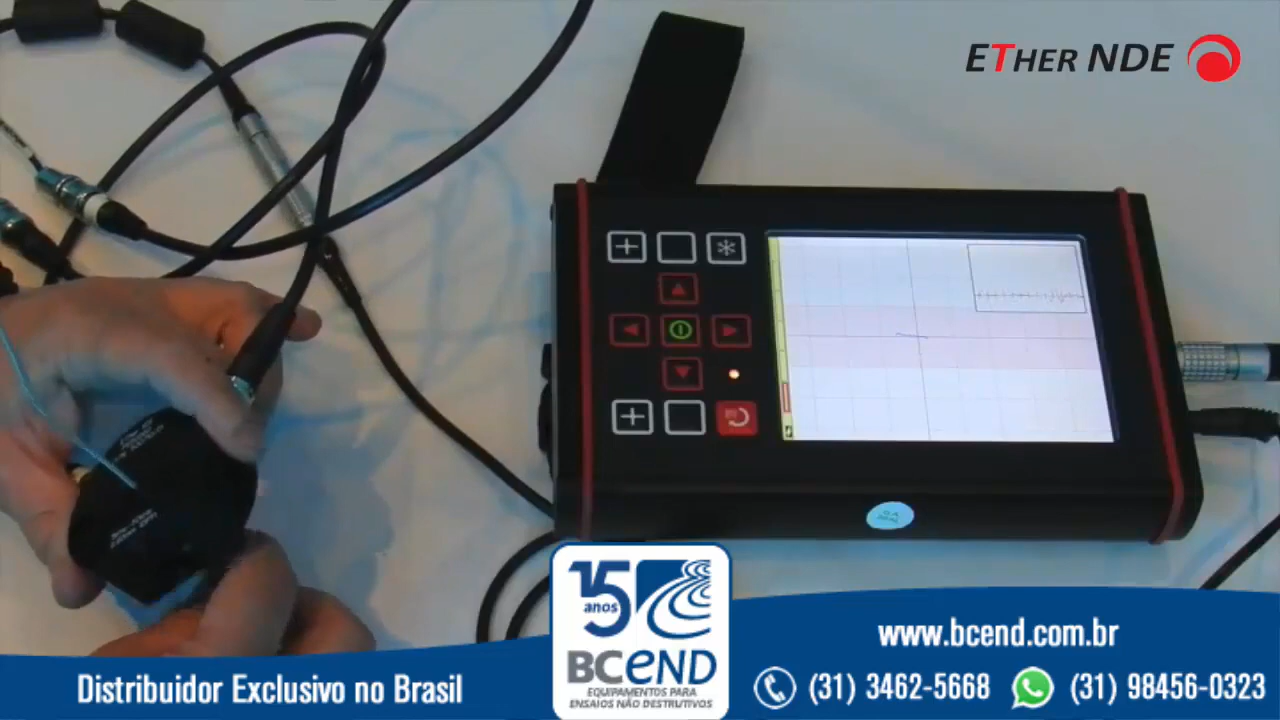 ETHER NDE
15
anos
BCEND
EQUIPAMENTOS PARA
ENSAIOS NÃO DESTRUTIVOS
Distribuidor Exclusivo no Brasil
www.bcend.com.br
(31) 3462-5668
(31) 98456-0323